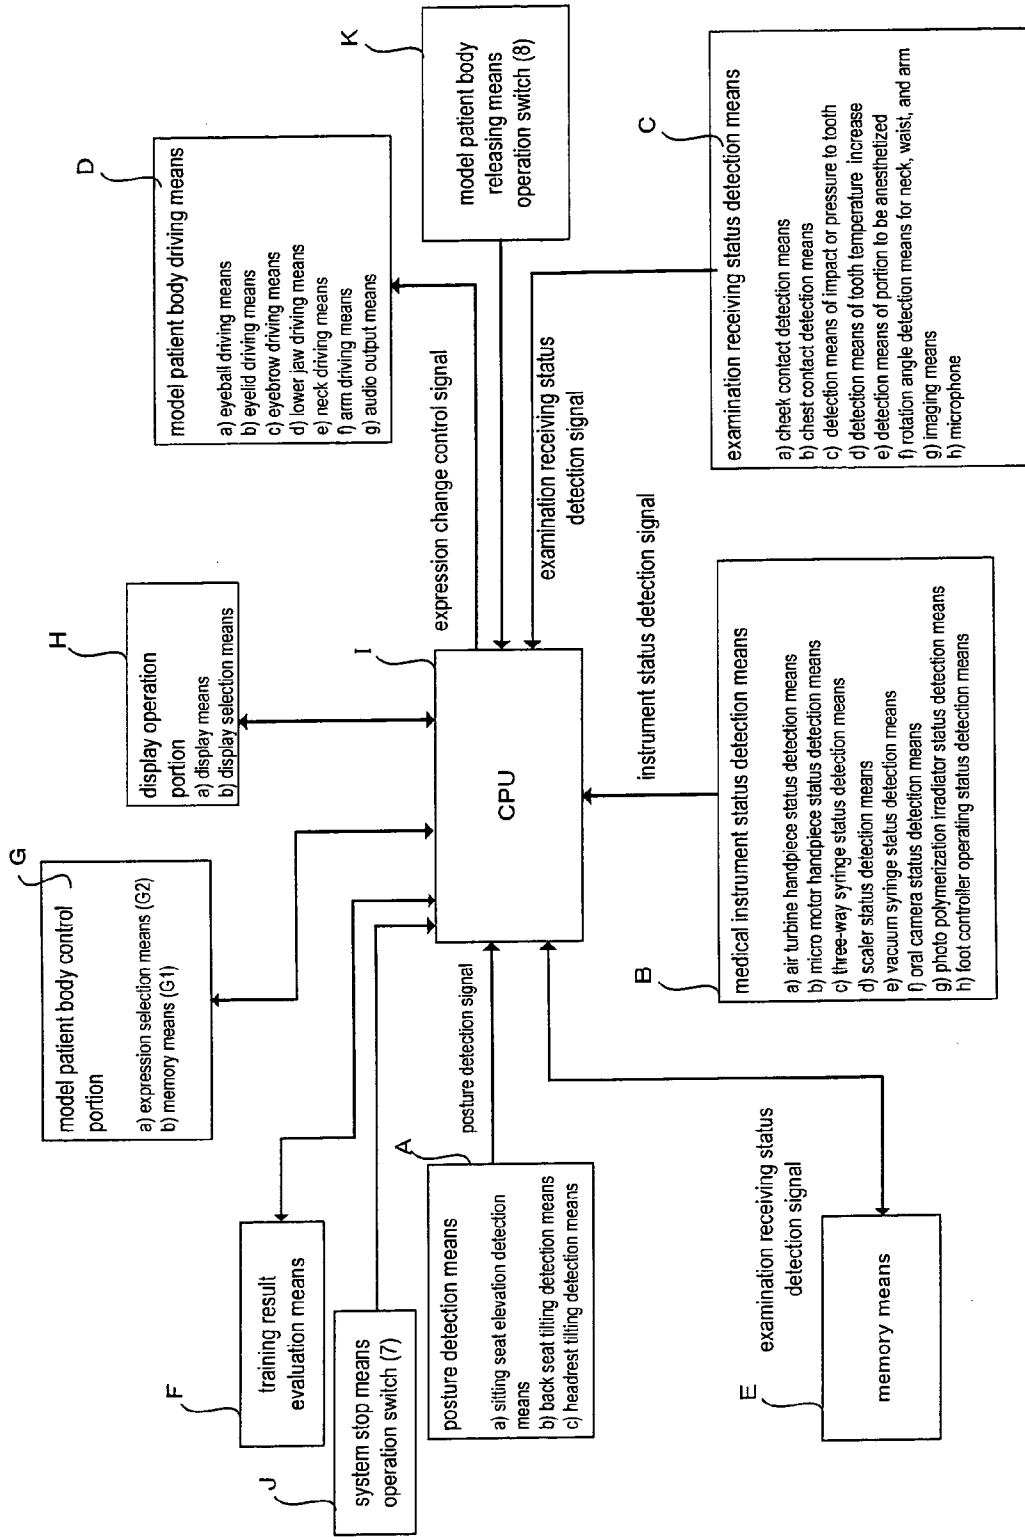 F
training result
evaluation means
J
system stop means
operation switch (7)
A
posture detection means
a) sitting seat elevation detection
means
b) back seat tilting detection means
c) headrest tilting detection means
E
memory means
G
model patient body control
portion
a) expression selection means (G2)
b) memory means (G1)
H
display operation
portion
a) display means
b) display selection means
D
model patient body driving means
a) eyeball driving means
b) eyelid driving means
c) eyebrow driving means
d) lower jaw driving means
e) neck driving means
f) arm driving means
g) audio output means
K
model patient body
releasing means
operation switch (8)
I
CPU
posture detection signal
expression change control signal
examination receiving status
detection signal
instrument status detection signal
examination receiving status
detection signal
B
medical instrument status detection means
a) air turbine handpiece status detection means
b) micro motor handpiece status detection means
c) three-way syringe status detection means
d) scaler status detection means
e) vacuum syringe status detection means
f) oral camera status detection means
g) photo polymerization irradiator status detection means
h) foot controller operating status detection means
C
examination receiving status detection means
a) cheek contact detection means
b) chest contact detection means
c) detection means of impact or pressure to tooth
d) detection means of tooth temperature increase
e) detection means of portion to be anesthetized
f) rotation angle detection means for neck, waist, and arm
g) imaging means
h) microphone